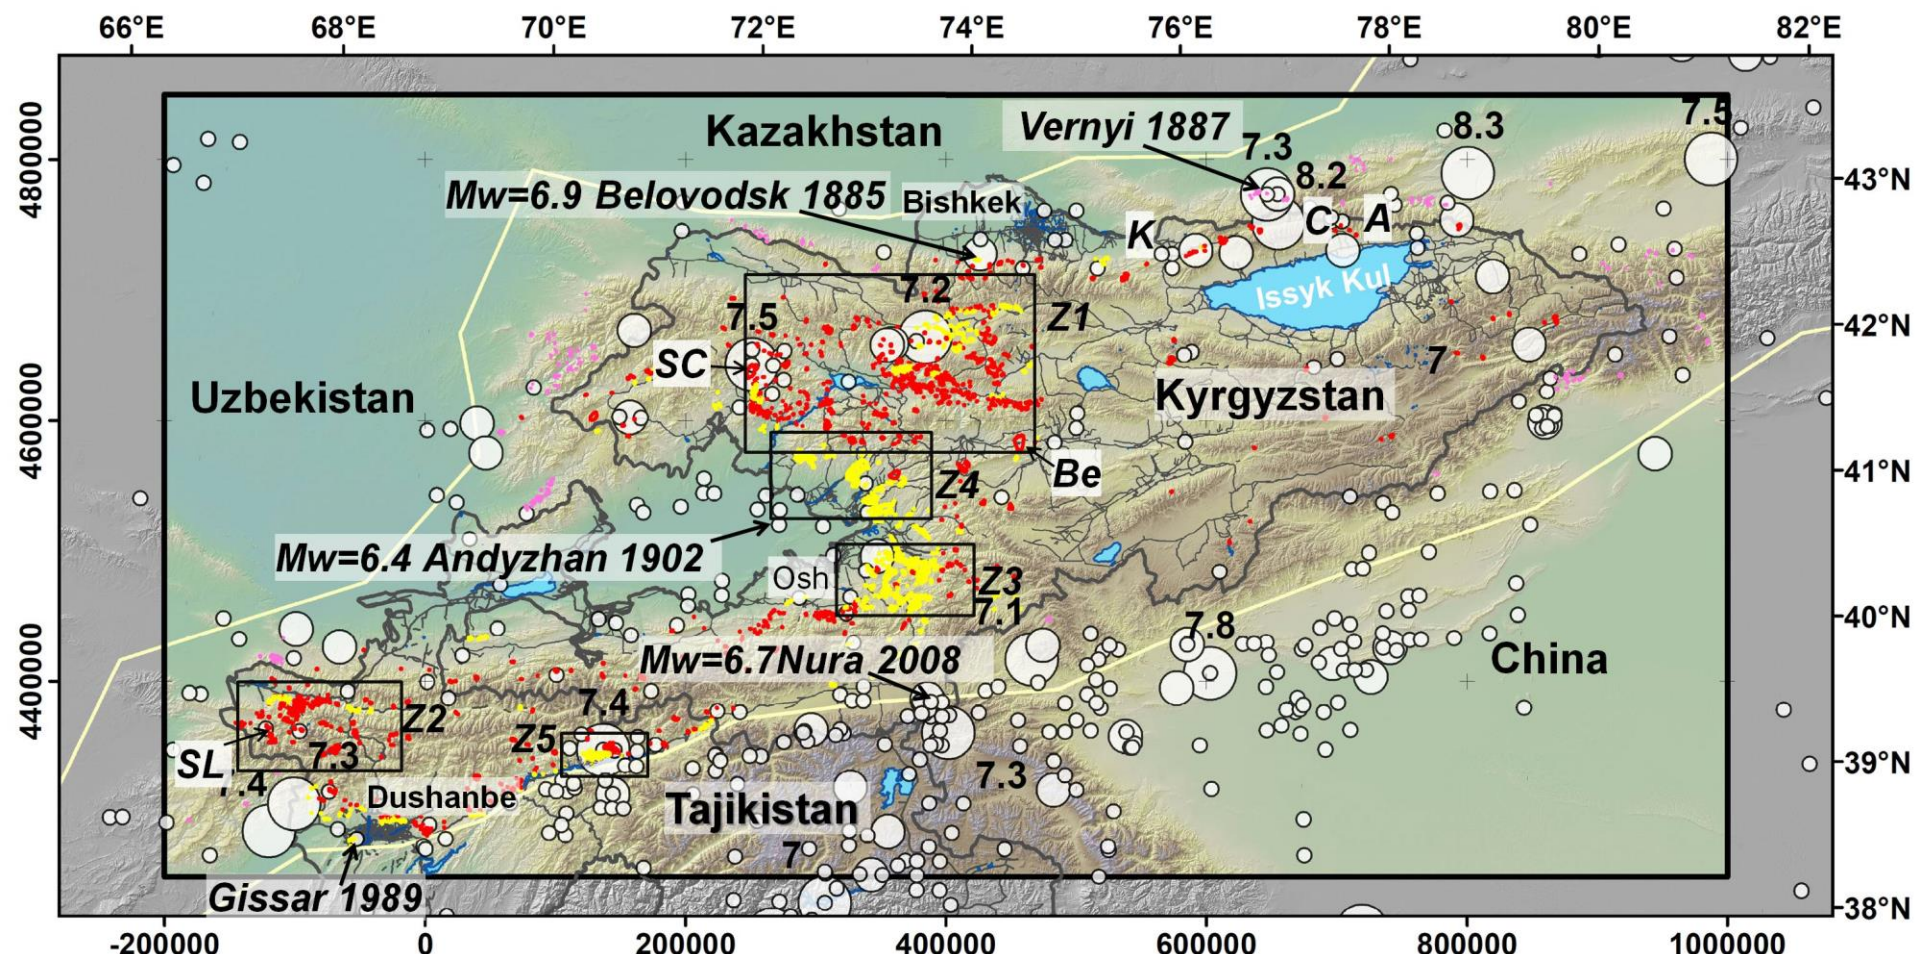 66°E 68°E 70°E 72°E 74°E 76°E 78°E 80°E 82°E
4800000
4600000
4400000
43°N
42°N
41°N
40°N
39°N
38°N
Kazakhstan
Vernyi 1887
7.3
8.3
7.5
8.2
Mw=6.9 Belovodsk 1885
Bishkek
K
C
A
Issyk Kul
7.2
7.5
Z1
SC
7
Uzbekistan
Kyrgyzstan
Be
Z4
Mw=6.4 Andyzhan 1902
Osh
Z3
7.1
7.8
Mw=6.7Nura 2008
China
7.4
Z2
Z5
7.3
SL
.4
7.3
Dushanbe
Tajikistan
7
Gissar 1989
-200000 0 200000 400000 600000 800000 1000000